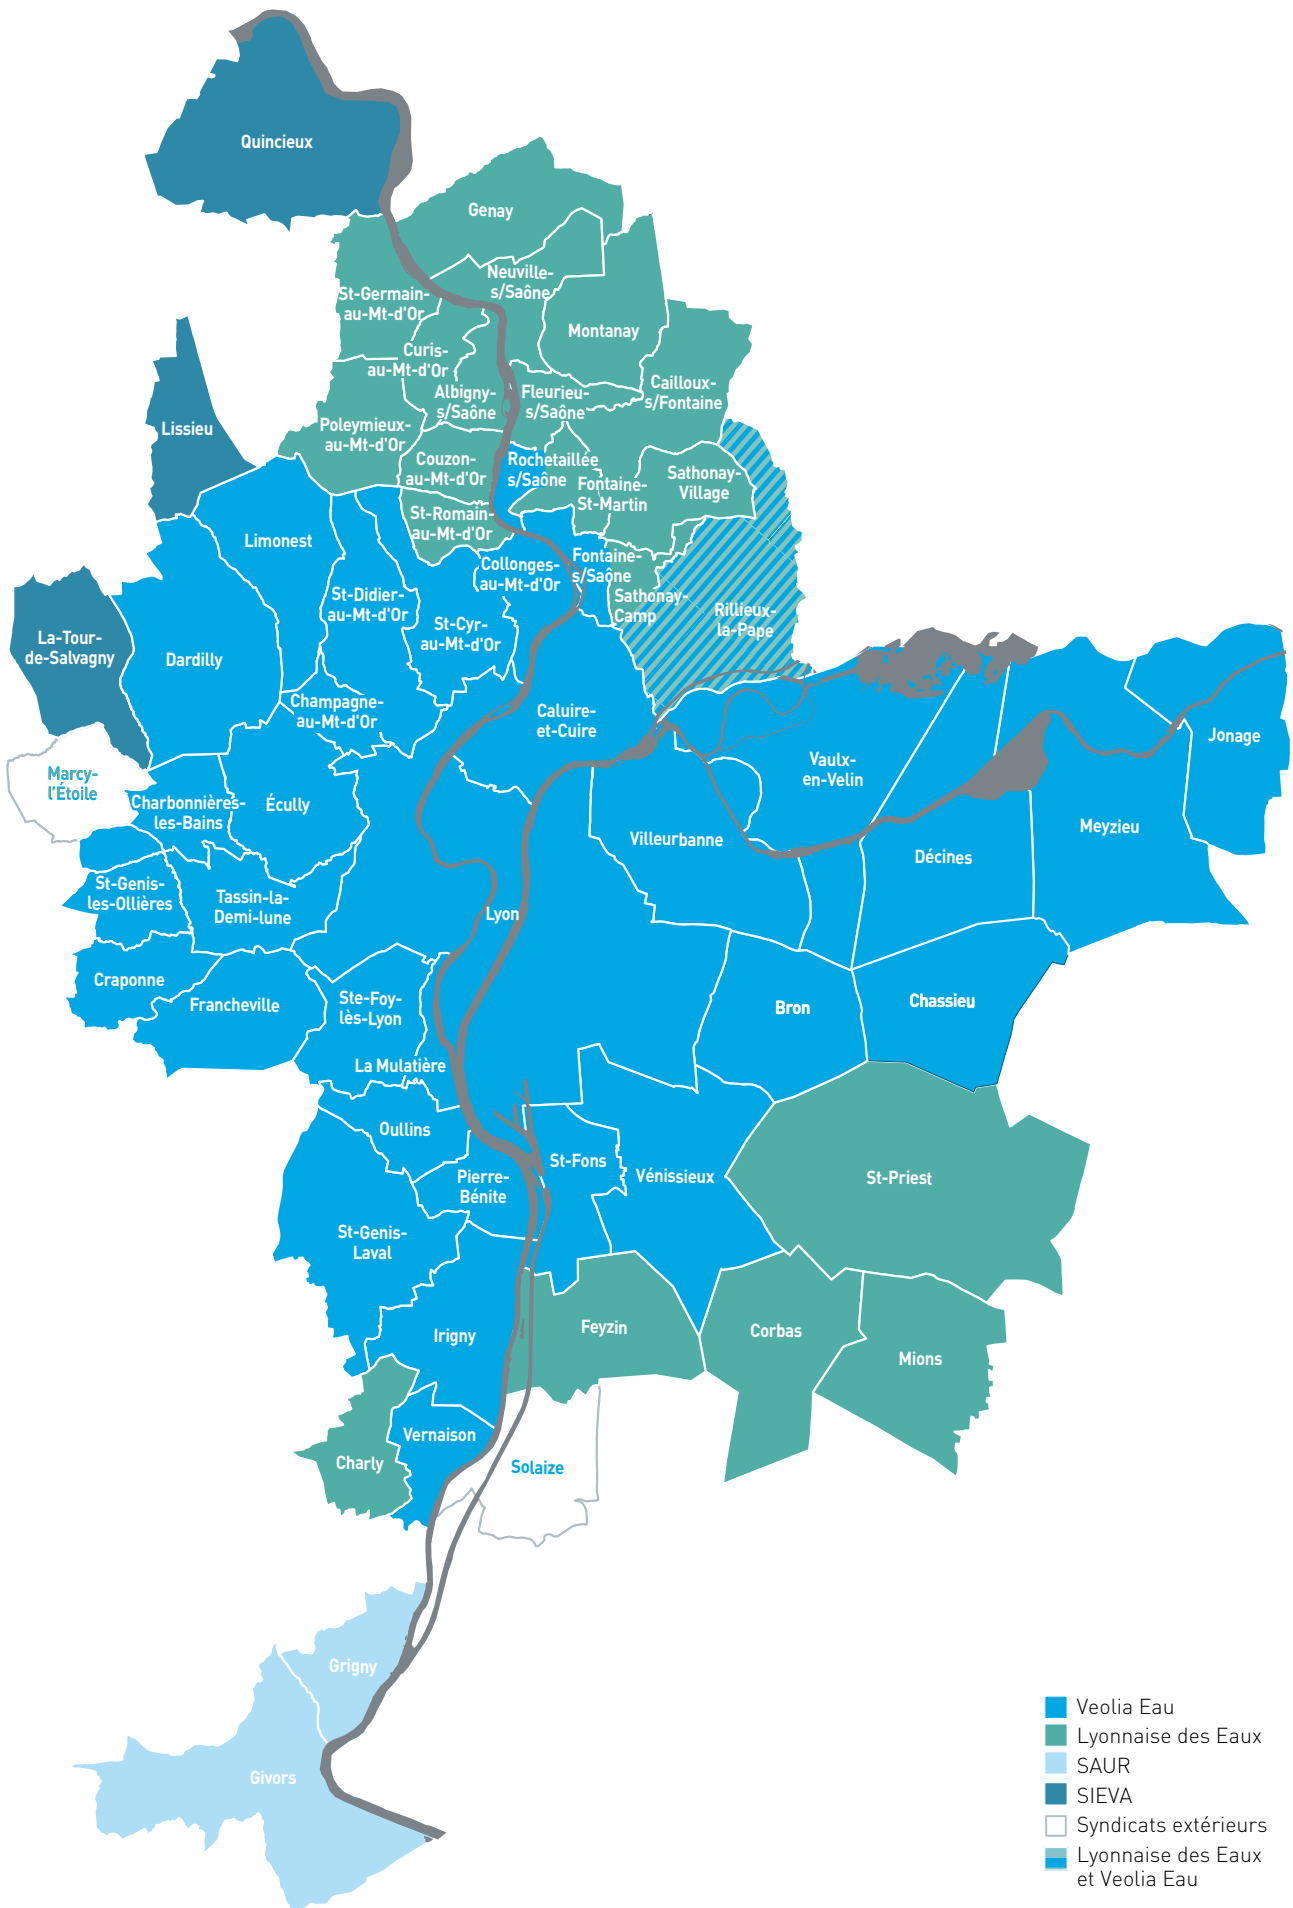 Quincieux
Genay
Neuville-
s/Saône
St-Germain-
au-Mt-d'Or
Montanay
Curis-
au-Mt-d'Or
Cailloux-
s/Fontaine
Albigny-
s/Saône
Fleurieu-
s/Saône
Lissieu
Poleymieux-
au-Mt-d'Or
Couzon-
au-Mt-d'Or
Rochetaillée
s/Saône
Fontaine-
St-Martin
Sathonay-
Village
St-Romain-
au-Mt-d'Or
Limonest
Collonges-
au-Mt-d'Or
Fontaine-
s/Saône
St-Didier-
au-Mt-d'Or
Sathonay-
Camp
Rillieux-
la-Pape
St-Cyr-
au-Mt-d'Or
La-Tour-
de-Salvagny
Dardilly
Champagne-
au-Mt-d'Or
Caluire-
et-Cuire
Jonage
Marcy-
l'Étoile
Vaulx-
en-Velin
Charbonnières-
les-Bains
Écully
Villeurbanne
Meyzieu
Décines
St-Genis-
les-Ollières
Tassin-la-
Demi-lune
Lyon
Craponne
Francheville
Ste-Foy-
lès-Lyon
Bron
Chassieu
La Mulatière
Oullins
St-Fons
Vénissieux
St-Priest
Pierre-
Bénite
St-Genis-
Laval
Irigny
Feyzin
Corbas
Mions
Vernaison
Charly
Solaize
Grigny
Givors
Veolia Eau
Lyonnaise des Eaux
SAUR
SIEVA
Syndicats extérieurs
Lyonnaise des Eaux
et Veolia Eau